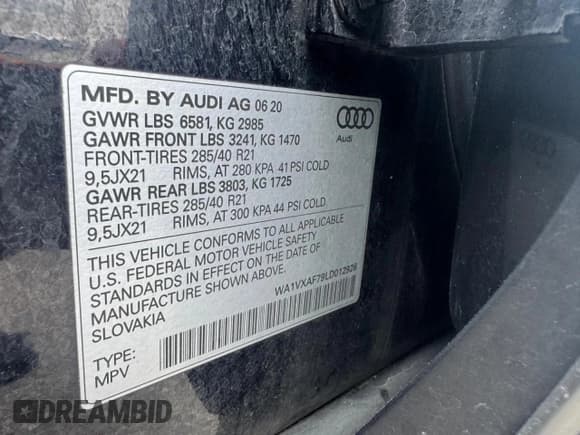 MFD. BY AUDI AG 06 20
GVWR LBS 6581, KG 2985
GAWR FRONT LBS 3241, KG 1470
FRONT-TIRES 285/40 R21
9,5JX21 RIMS, AT 280 KPA 41 PSI COLD
GAWR REAR LBS 3803, KG 1725
REAR-TIRES 285/40 R21
9,5JX21 RIMS, AT 300 KPA 44 PSI COLD
Audi
THIS VEHICLE CONFORMS TO ALL APPLICABLE
U.S. FEDERAL MOTOR VEHICLE SAFETY
STANDARDS IN EFFECT ON THE DATE OF
MANUFACTURE SHOWN ABOVE.
SLOVAKIA
WA1VXAF79LD012926
TYPE:
MPV
DREAMBID